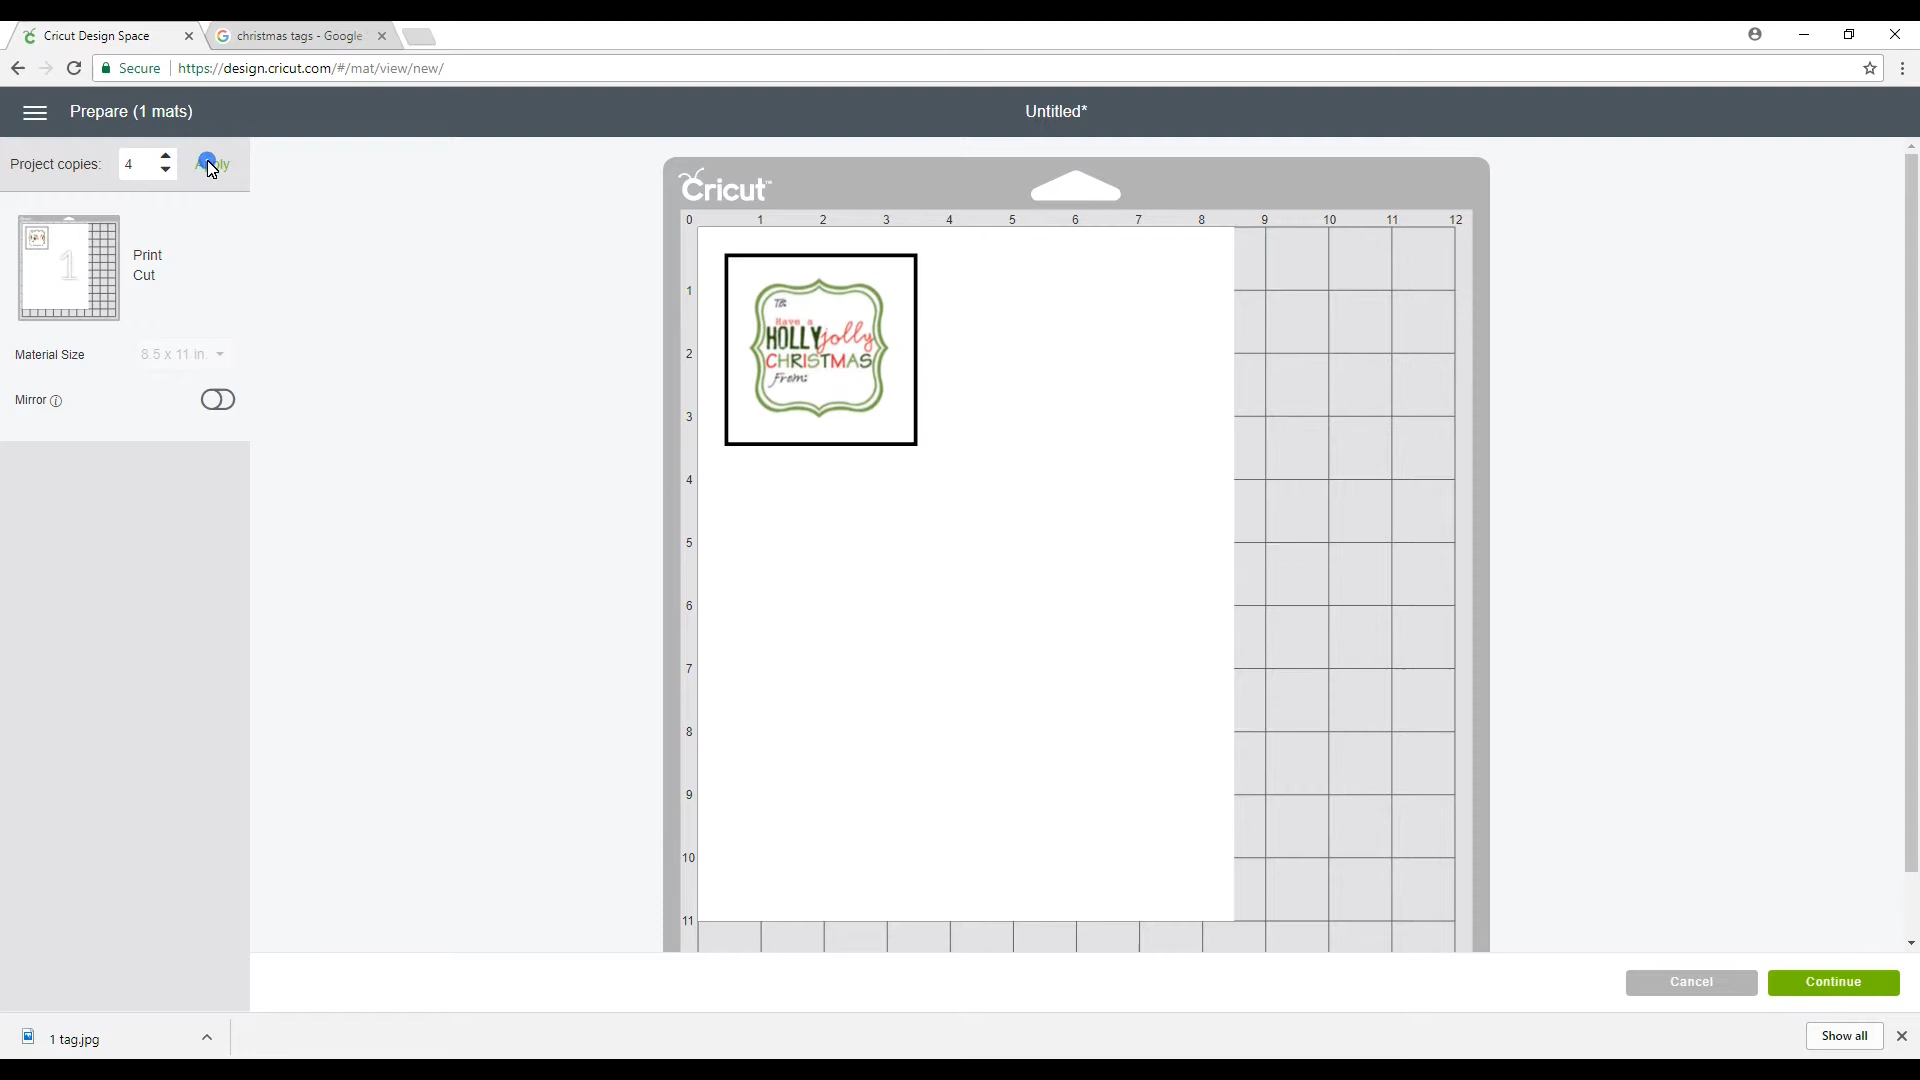 Cricut Design Space
christmas tags - Google
Secure
https://design.cricut.com/#/mat/view/new/
Prepare (1 mats)
Untitled*
Project copies:
4
Cricut™
0 1 2 3 4 5 6 7 8 9 10 11 12
1
2
3
4
5
6
7
8
9
10
11
To:
Have a
HOLLY jolly
CHRISTMAS
From:
1
Print
Cut
Material Size
8.5 x 11 in.
Mirror
Cancel
Continue
1 tag.jpg
Show all